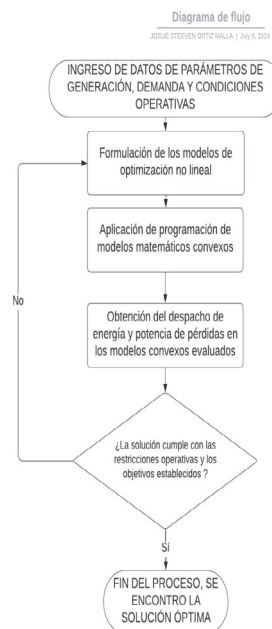 Diagrama de flujo
JOSUE STEEVEN ORTIZ MALLA | July 6, 2024
INGRESO DE DATOS DE PARÁMETROS DE
GENERACIÓN, DEMANDA Y CONDICIONES
OPERATIVAS
Formulación de los modelos de
optimización no lineal
Aplicación de programación de
modelos matemáticos convexos
Obtención del despacho de
energía y potencia de pérdidas en
los modelos convexos evaluados
No
¿La solución cumple con las
restricciones operativas y los
objetivos establecidos ?
Sí
FIN DEL PROCESO, SE
ENCONTRO LA
SOLUCIÓN ÓPTIMA